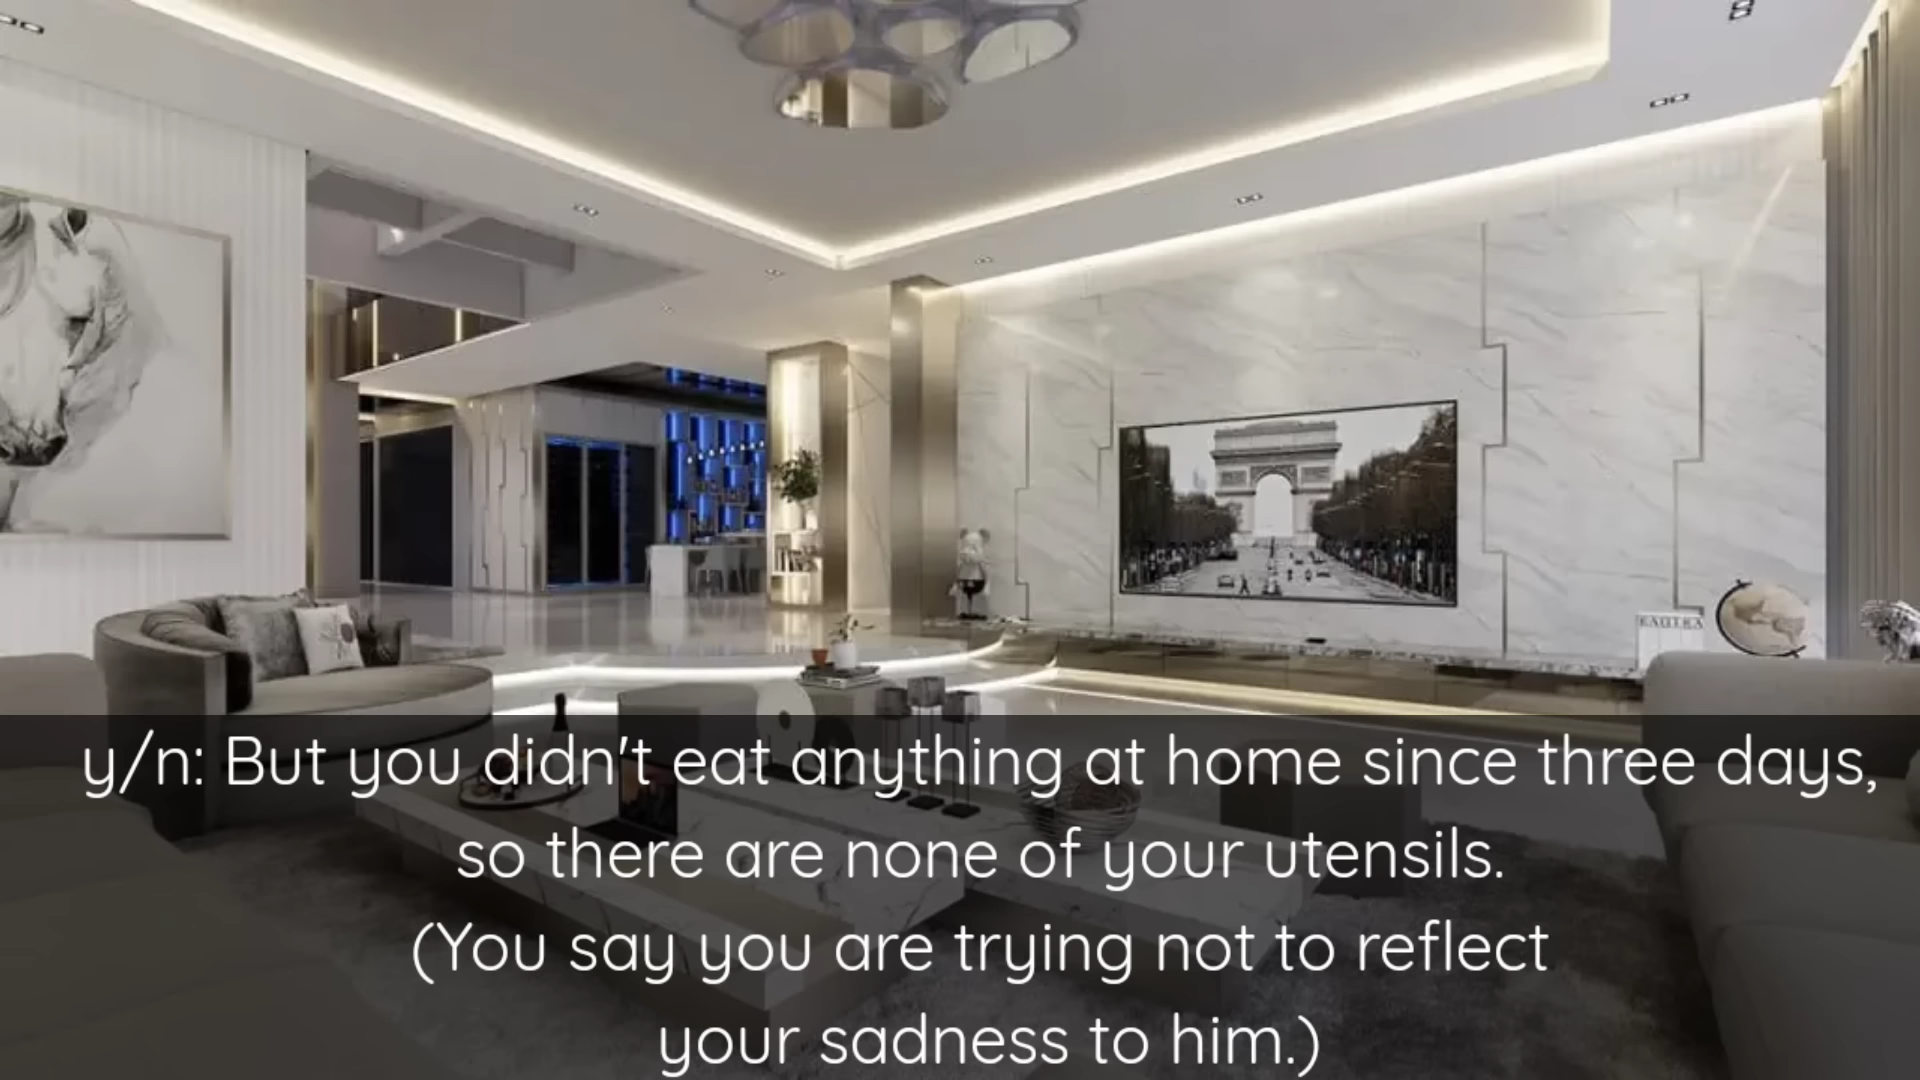 y/n: But you didn't eat anything at home since three days,
so there are none of your utensils.
(You say you are trying not to reflect
your sadness to him.)